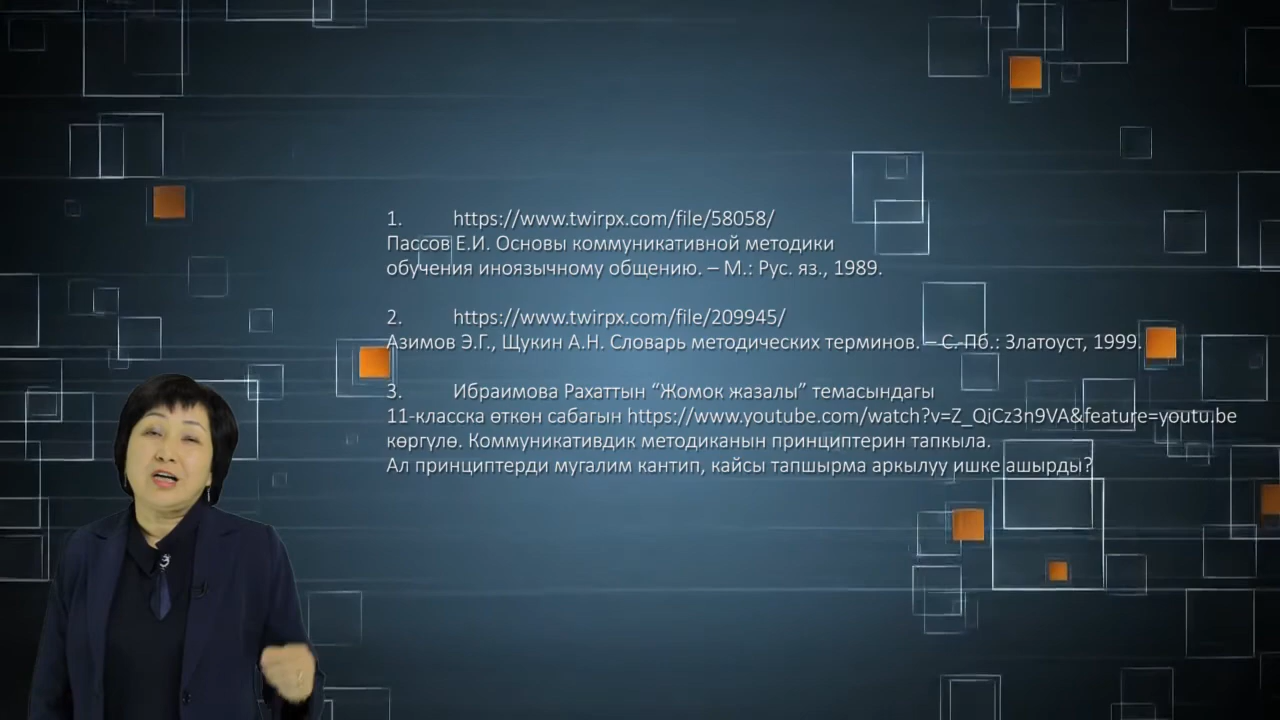 1. https://www.twirpx.com/file/58058/
Пассов Е.И. Основы коммуникативной методики
обучения иноязычному общению. – М.: Рус. яз., 1989.
2. https://www.twirpx.com/file/209945/
Азимов Э.Г., Щукин А.Н. Словарь методических терминов. – С.-Пб.: Златоуст, 1999.
3. Ибраимова Рахаттын “Жомок жазалы” темасындагы
11-класска өткөн сабагын https://www.youtube.com/watch?v=Z_QiCz3n9VA&feature=youtu.be
көргүлө. Коммуникативдик методиканын принциптерин тапкыла.
Ал принциптерди мугалим кантип, кайсы тапшырма аркылуу ишке ашырды?